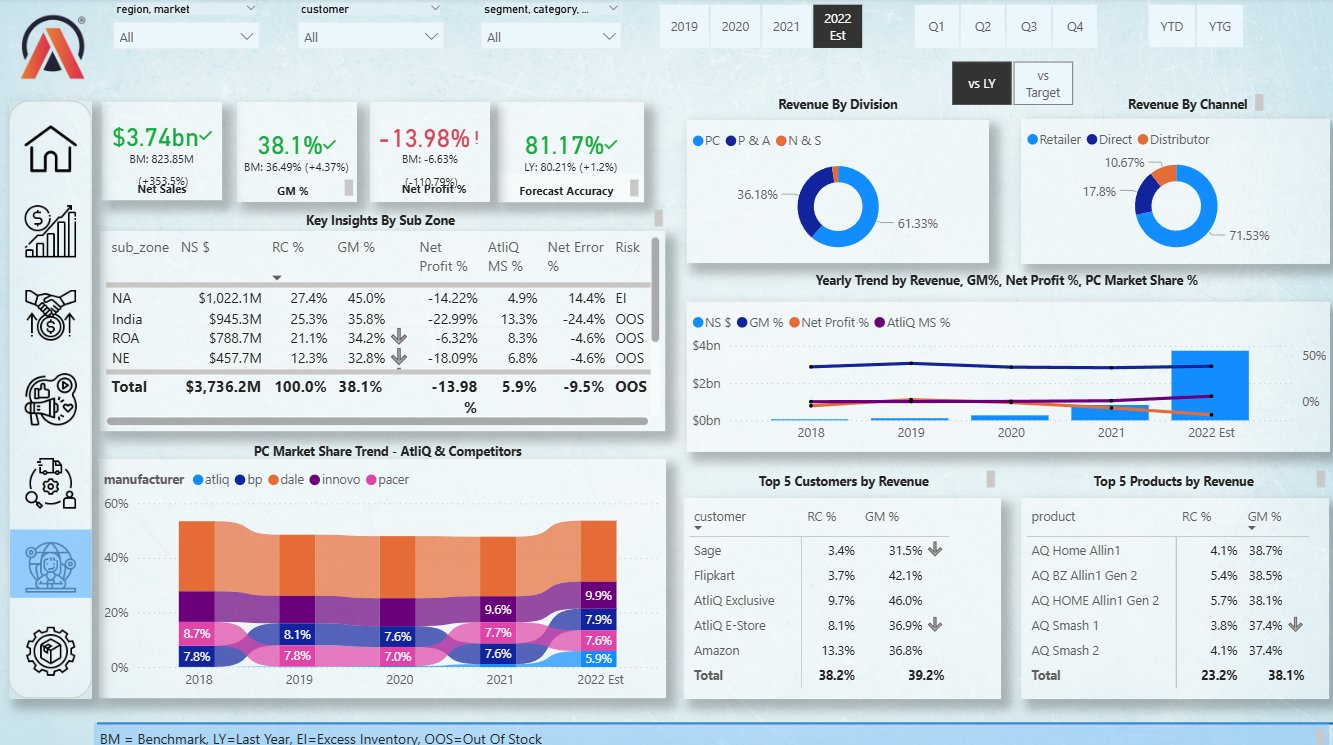 region, market
customer
segment, category, ...
All
All
All
2019
2020
2021
2022 Est
Q1
Q2
Q3
Q4
YTD
YTG
vs LY
vs Target
$3.74bn
BM: 823.85M
(+353.5%)
Net Sales
38.1%
BM: 36.49% (+4.37%)
GM %
-13.98% !
BM: -6.63%
(-110.79%)
Net Profit %
81.17%
LY: 80.21% (+1.2%)
Forecast Accuracy
Revenue By Division
PC P & A N & S
36.18%
61.33%
Revenue By Channel
Retailer Direct Distributor
10.67%
17.8%
71.53%
Key Insights By Sub Zone
sub_zone NS $ RC % GM % Net Profit % AtliQ MS % Net Error % Risk
NA $1,022.1M 27.4% 45.0% -14.22% 4.9% 14.4% EI
India $945.3M 25.3% 35.8% -22.99% 13.3% -24.4% OOS
ROA $788.7M 21.1% 34.2% -6.32% 8.3% -4.6% OOS
NE $457.7M 12.3% 32.8% -18.09% 6.8% -4.6% OOS
Total $3,736.2M 100.0% 38.1% -13.98 % 5.9% -9.5% OOS
Yearly Trend by Revenue, GM%, Net Profit %, PC Market Share %
NS $ GM % Net Profit % AtliQ MS %
$4bn
$2bn
$0bn
50%
0%
2018 2019 2020 2021 2022 Est
PC Market Share Trend - AtliQ & Competitors
manufacturer atliq bp dale innovo pacer
60%
40%
20%
0%
8.7%
7.8%
8.1%
7.8%
7.6%
7.0%
9.6%
7.7%
7.6%
9.9%
7.9%
7.6%
5.9%
2018 2019 2020 2021 2022 Est
Top 5 Customers by Revenue
customer RC % GM %
Sage 3.4% 31.5%
Flipkart 3.7% 42.1%
AtliQ Exclusive 9.7% 46.0%
AtliQ E-Store 8.1% 36.9%
Amazon 13.3% 36.8%
Total 38.2% 39.2%
Top 5 Products by Revenue
product RC % GM %
AQ Home Allin1 4.1% 38.7%
AQ BZ Allin1 Gen 2 5.4% 38.5%
AQ HOME Allin1 Gen 2 5.7% 38.1%
AQ Smash 1 3.8% 37.4%
AQ Smash 2 4.1% 37.4%
Total 23.2% 38.1%
BM = Benchmark, LY=Last Year, EI=Excess Inventory, OOS=Out Of Stock